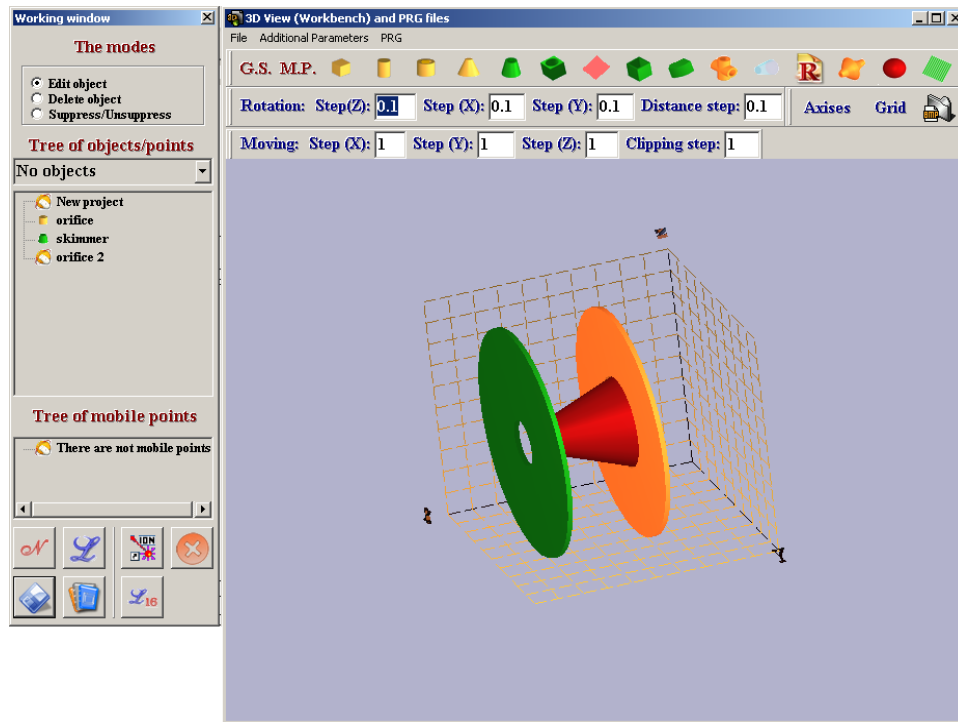 Working window
The modes
Edit object
Delete object
Suppress/Unsuppress
Tree of objects/points
No objects
New project
orifice
skimmer
orifice 2
Tree of mobile points
There are not mobile points
N L ION
L16
3D View (Workbench) and PRG files
File Additional Parameters PRG
G.S. M.P. R
Rotation: Step(Z): 0.1 Step (X): 0.1 Step (Y): 0.1 Distance step: 0.1 Axises Grid
Moving: Step (X): 1 Step (Y): 1 Step (Z): 1 Clipping step: 1